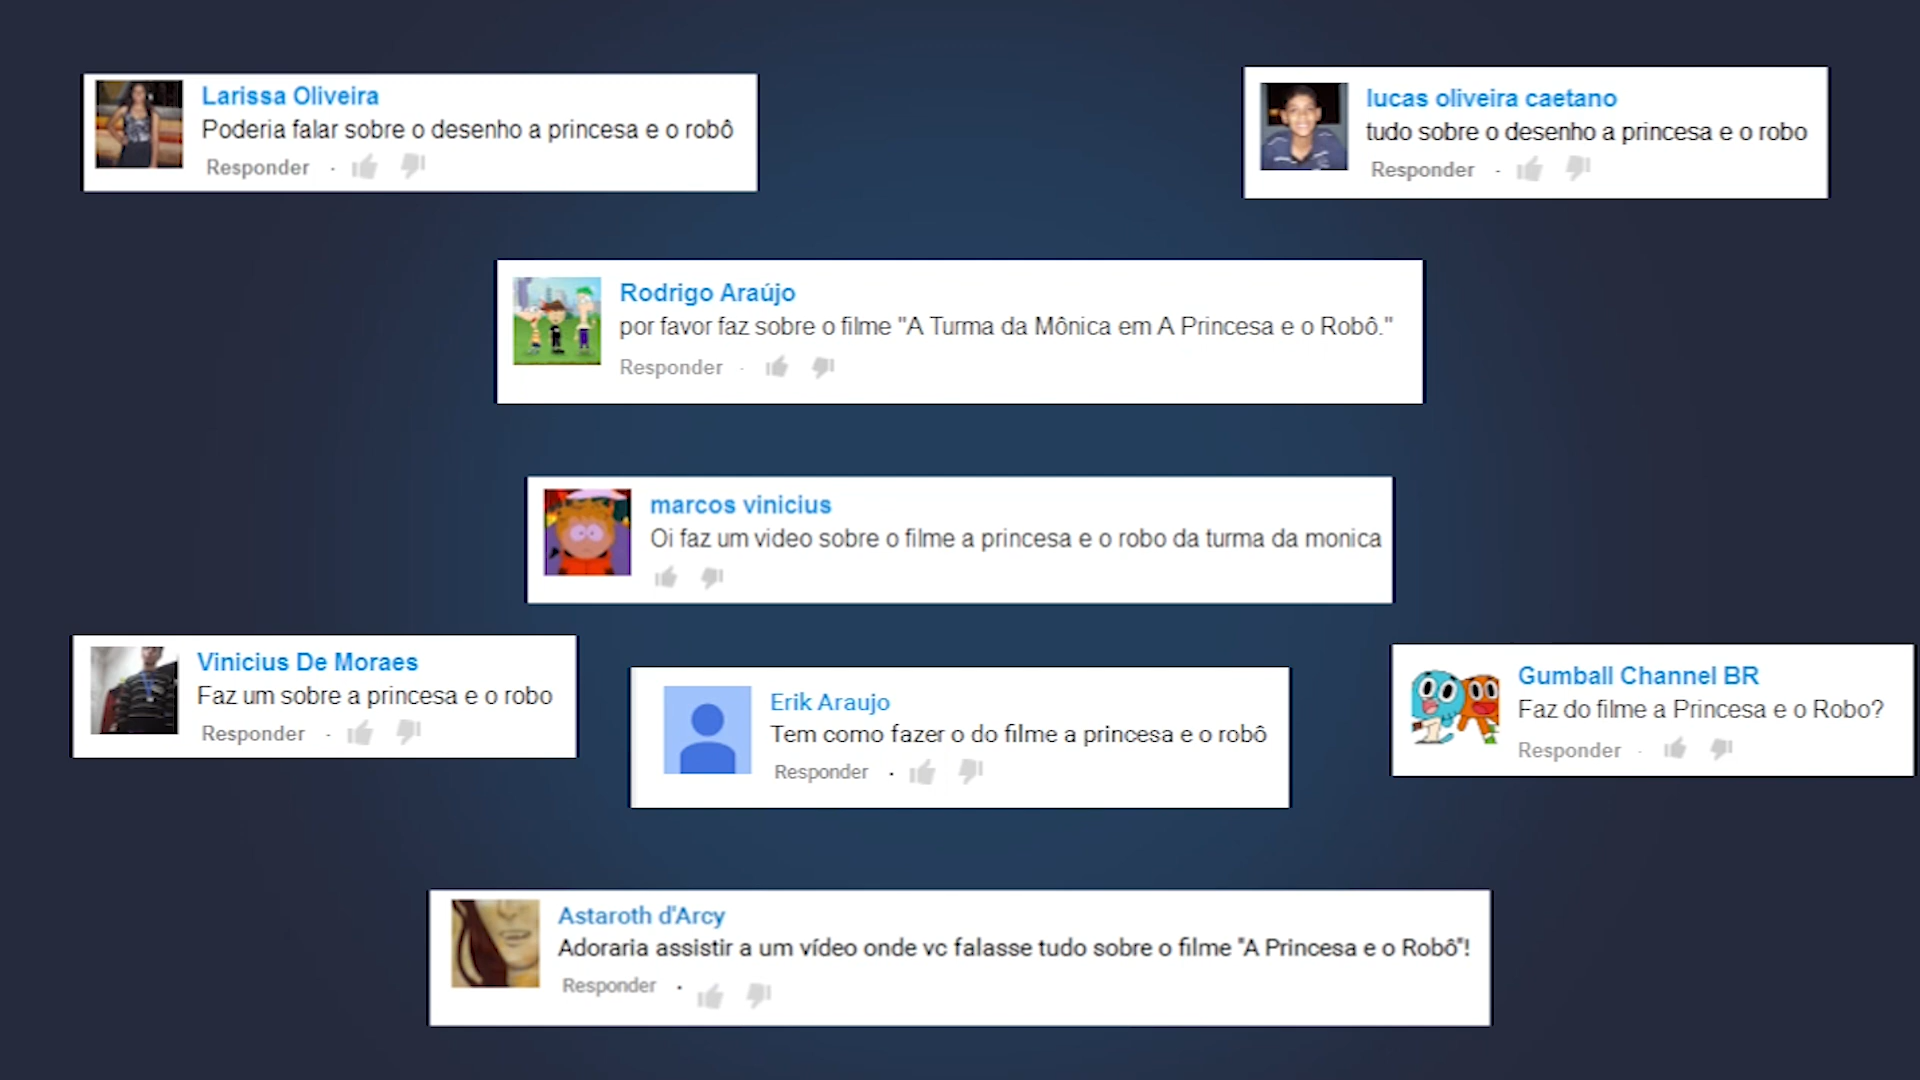 Larissa Oliveira
Poderia falar sobre o desenho a princesa e o robô
Responder ·
lucas oliveira caetano
tudo sobre o desenho a princesa e o robo
Responder ·
Rodrigo Araújo
por favor faz sobre o filme "A Turma da Mônica em A Princesa e o Robô."
Responder ·
marcos vinicius
Oi faz um video sobre o filme a princesa e o robo da turma da monica
Vinicius De Moraes
Faz um sobre a princesa e o robo
Responder ·
Erik Araujo
Tem como fazer o do filme a princesa e o robô
Responder ·
Gumball Channel BR
Faz do filme a Princesa e o Robo?
Responder ·
Astaroth d'Arcy
Adoraria assistir a um vídeo onde vc falasse tudo sobre o filme "A Princesa e o Robô"!
Responder ·